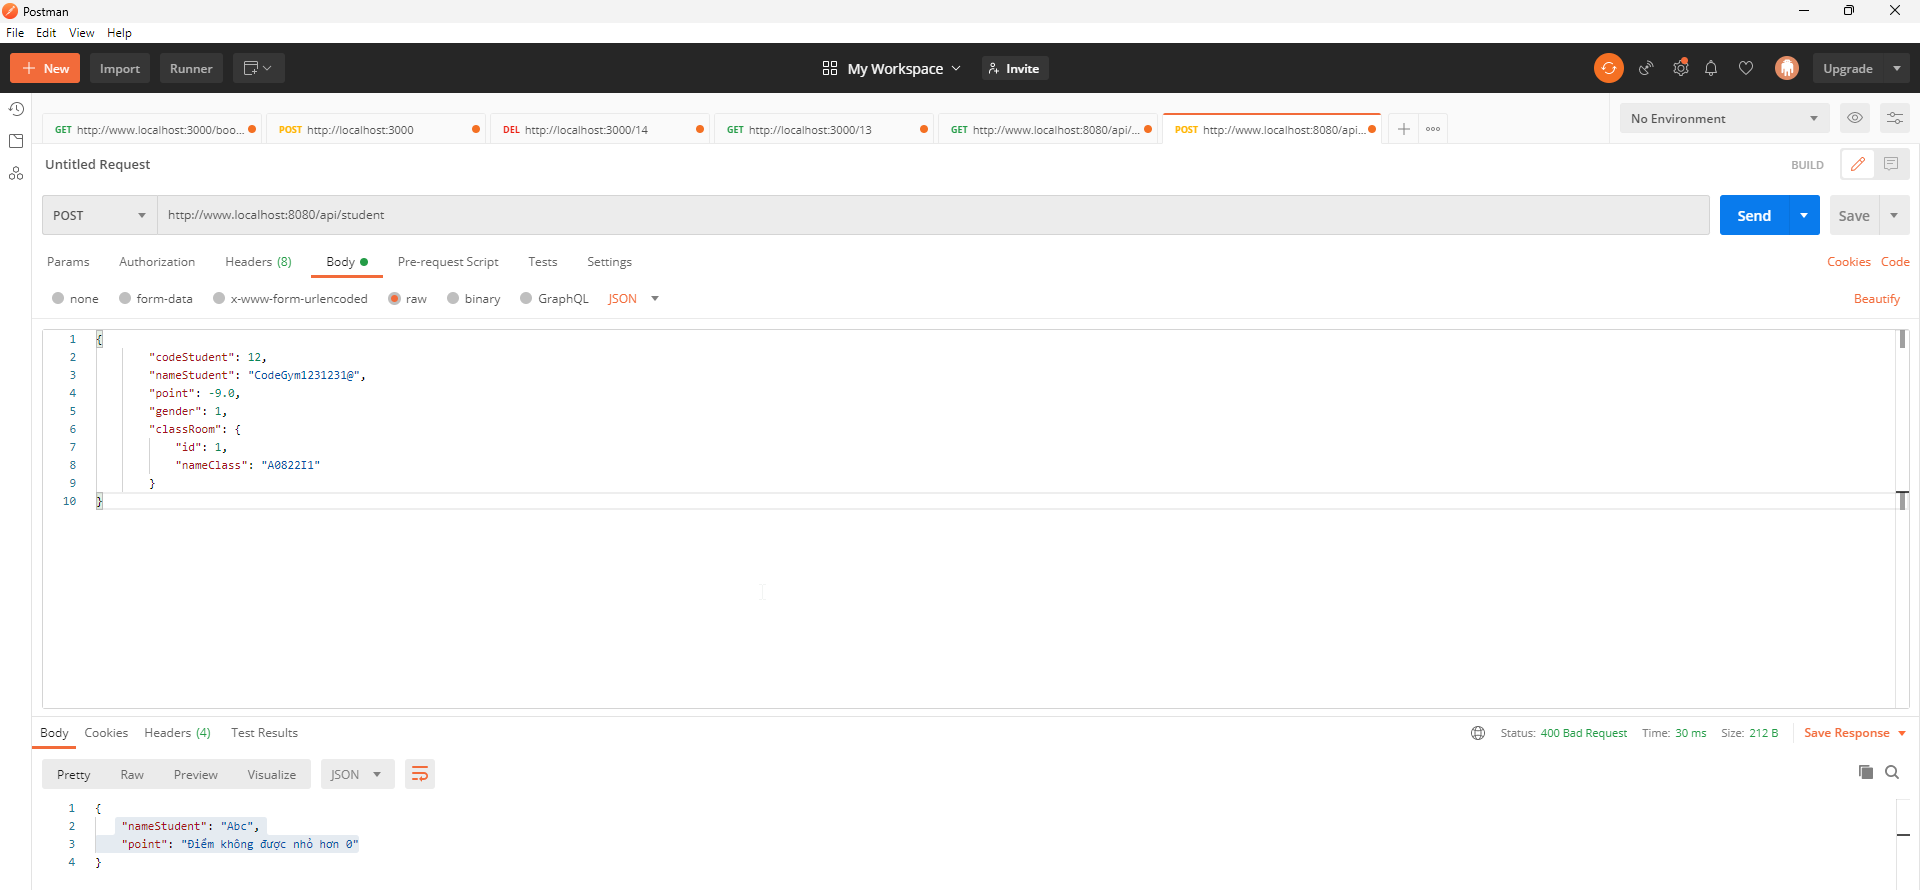 Postman
File Edit View Help
New Import Runner My Workspace Invite Upgrade
GET http://www.localhost:3000/boo... POST http://localhost:3000 DEL http://localhost:3000/14 GET http://localhost:3000/13 GET http://www.localhost:8080/api/... POST http://www.localhost:8080/api... No Environment
Untitled Request BUILD
POST http://www.localhost:8080/api/student Send Save
Params Authorization Headers (8) Body Pre-request Script Tests Settings Cookies Code
none form-data x-www-form-urlencoded raw binary GraphQL JSON Beautify
1 {
2 "codeStudent": 12,
3 "nameStudent": "CodeGym1231231@",
4 "point": -9.0,
5 "gender": 1,
6 "classRoom": {
7 "id": 1,
8 "nameClass": "A0822I1"
9 }
10 }
Body Cookies Headers (4) Test Results Status: 400 Bad Request Time: 30 ms Size: 212 B Save Response
Pretty Raw Preview Visualize JSON
1 {
2 "nameStudent": "Abc",
3 "point": "Điểm không được nhỏ hơn 0"
4 }